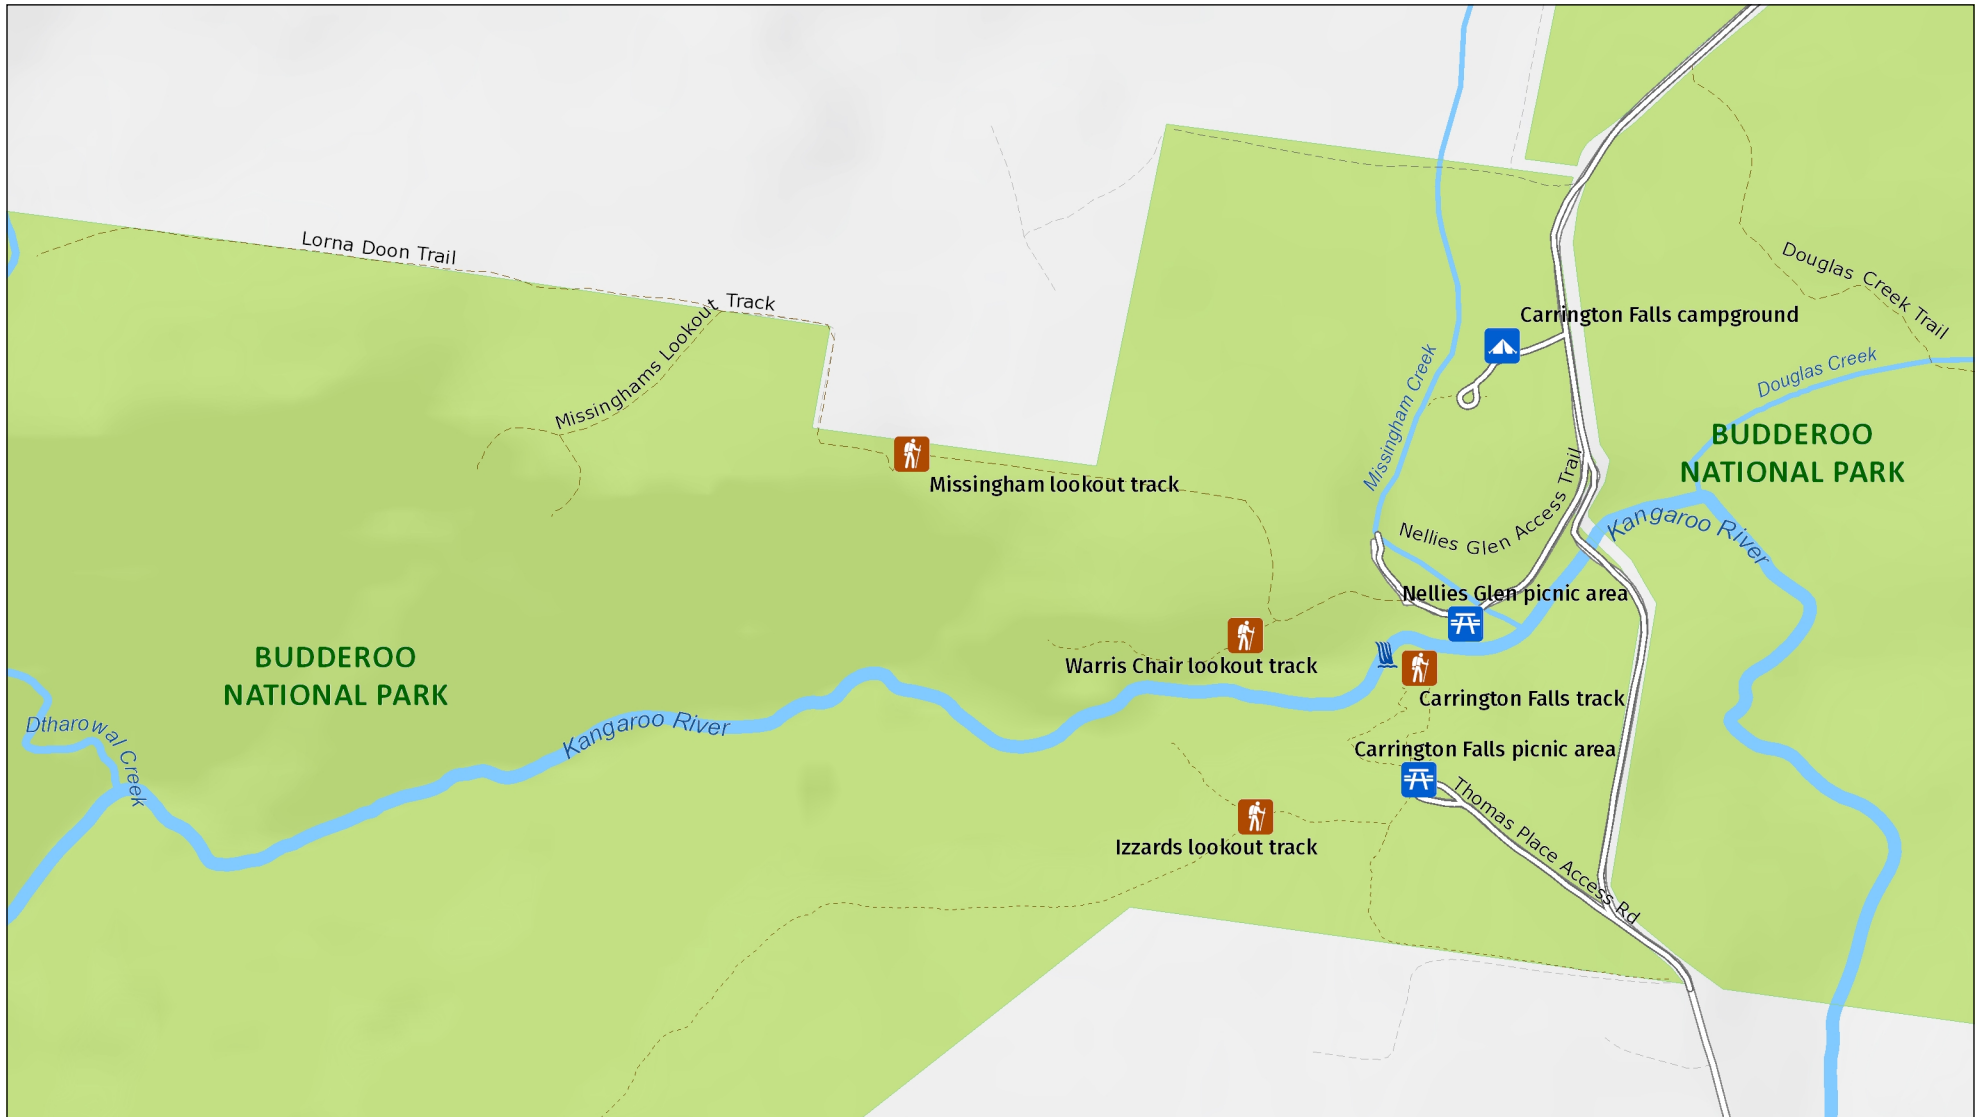 Lorna Doon Trail
Missinghams Lookout Track
Missingham lookout track
Carrington Falls campground
Douglas Creek Trail
Douglas Creek
Missingham Creek
BUDDEROO
NATIONAL PARK
Nellies Glen Access Trail
Kangaroo River
Nellies Glen picnic area
Warris Chair lookout track
Carrington Falls track
BUDDEROO
NATIONAL PARK
Dtharowal Creek
Kangaroo River
Carrington Falls picnic area
Thomas Place Access Rd
Izzards lookout track